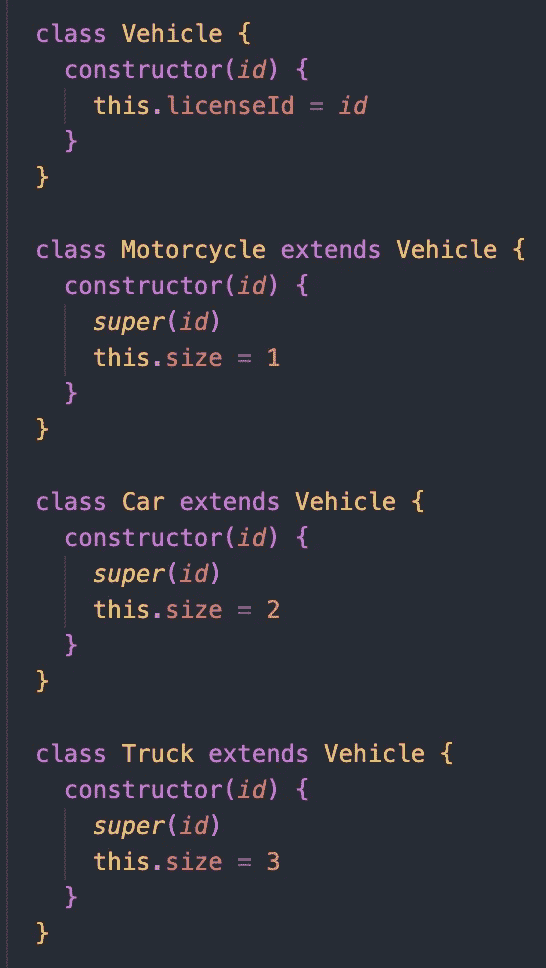 class Vehicle {
  constructor(id) {
    this.licenseId = id
  }
}

class Motorcycle extends Vehicle {
  constructor(id) {
    super(id)
    this.size = 1
  }
}

class Car extends Vehicle {
  constructor(id) {
    super(id)
    this.size = 2
  }
}

class Truck extends Vehicle {
  constructor(id) {
    super(id)
    this.size = 3
  }
}